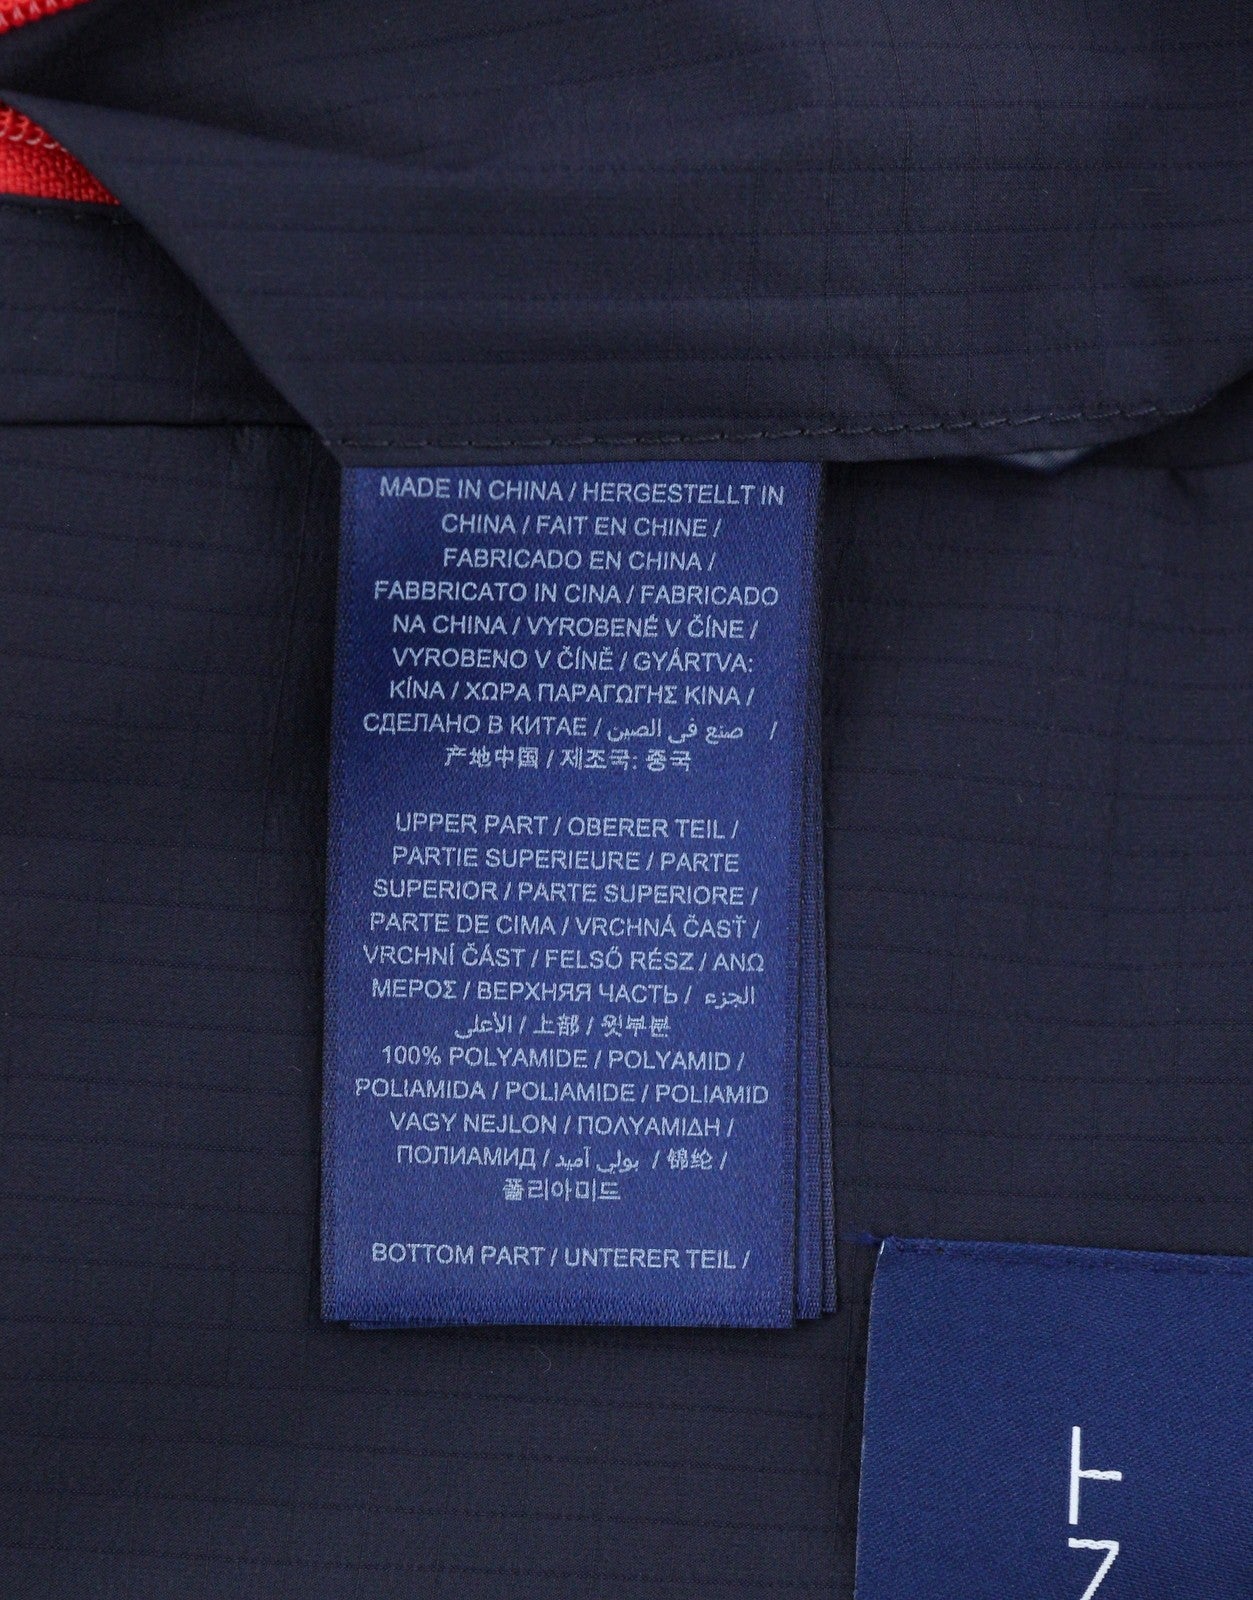 MADE IN CHINA / HERGESTELLT IN
CHINA / FAIT EN CHINE /
FABRICADO EN CHINA /
FABBRICATO IN CINA / FABRICADO
NA CHINA / VYROBENÉ V ČÍNE /
VYROBENO V ČÍNĚ / GYÁRTVA:
KÍNA / ΧΩΡΑ ΠΑΡΑΓΩΓΗΣ ΚΙΝΑ /
СДЕЛАНО В КИТАЕ / صنع في الصين /
产地中国 / 제조국: 중국
UPPER PART / OBERER TEIL /
PARTIE SUPERIEURE / PARTE
SUPERIOR / PARTE SUPERIORE /
PARTE DE CIMA / VRCHNÁ ČASŤ /
VRCHNÍ ČÁST / FELSŐ RÉSZ / ΑΝΩ
ΜΕΡΟΣ / ВЕРХНЯЯ ЧАСТЬ / الجزء
الأعلى / 上部 / 윗부분
100% POLYAMIDE / POLYAMID /
POLIAMIDA / POLIAMIDE / POLIAMID
VAGY NEJLON / ΠΟΛΥΑΜΙΔΗ /
ПОЛИАМИД / بولي آميد / 锦纶 /
폴리아미드
BOTTOM PART / UNTERER TEIL /